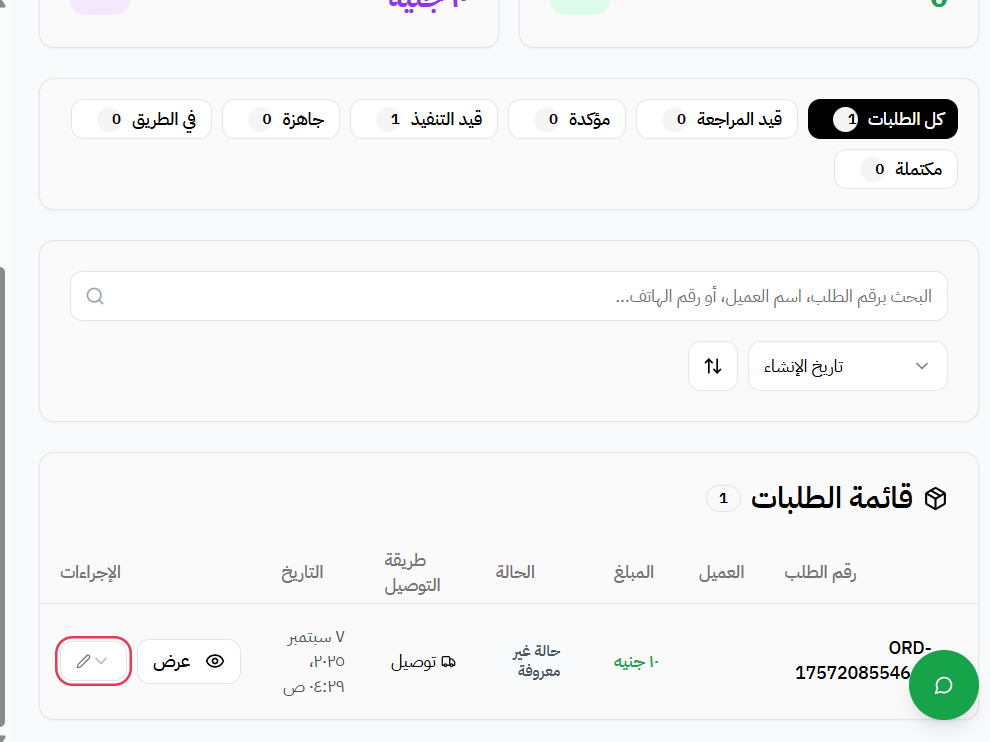 كل الطلبات 1
قيد المراجعة 0
مؤكدة 0
قيد التنفيذ 1
جاهزة 0
في الطريق 0
مكتملة 0
البحث برقم الطلب، اسم العميل، أو رقم الهاتف...
تاريخ الإنشاء
قائمة الطلبات 1
رقم الطلب
العميل
المبلغ
الحالة
طريقة
التوصيل
التاريخ
الإجراءات
ORD-
17572085546
١٠ جنيه
حالة غير
معروفة
توصيل
٧ سبتمبر
٢٠٢٥،
٠٤:٢٩ ص
عرض